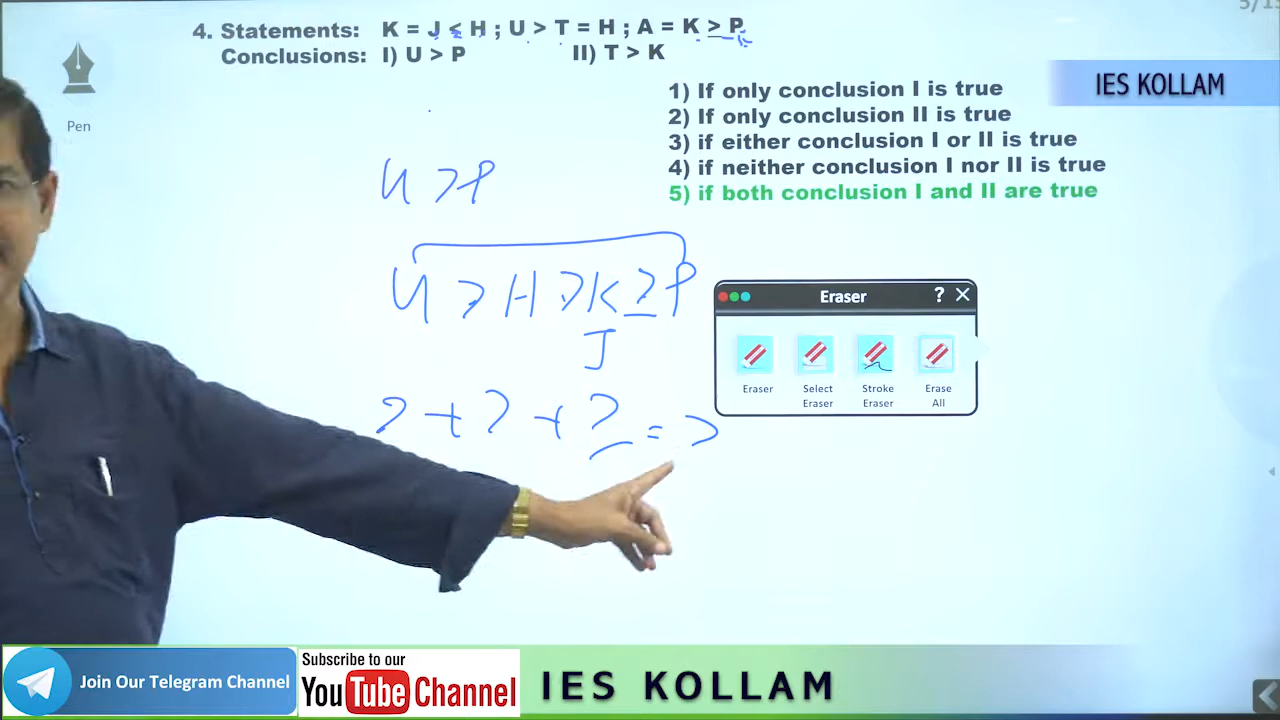 5/15
4. Statements: K = J < H ; U > T = H ; A = K ≥ P
Conclusions: I) U > P II) T > K
IES KOLLAM
Pen
1) If only conclusion I is true
2) If only conclusion II is true
3) if either conclusion I or II is true
4) if neither conclusion I nor II is true
5) if both conclusion I and II are true
U > P
U > H > K ≥ P
J
> + > + ≥ = >
Eraser ? X
Eraser Select Eraser Stroke Eraser Erase All
Join Our Telegram Channel
Subscribe to our
YouTube Channel
IES KOLLAM